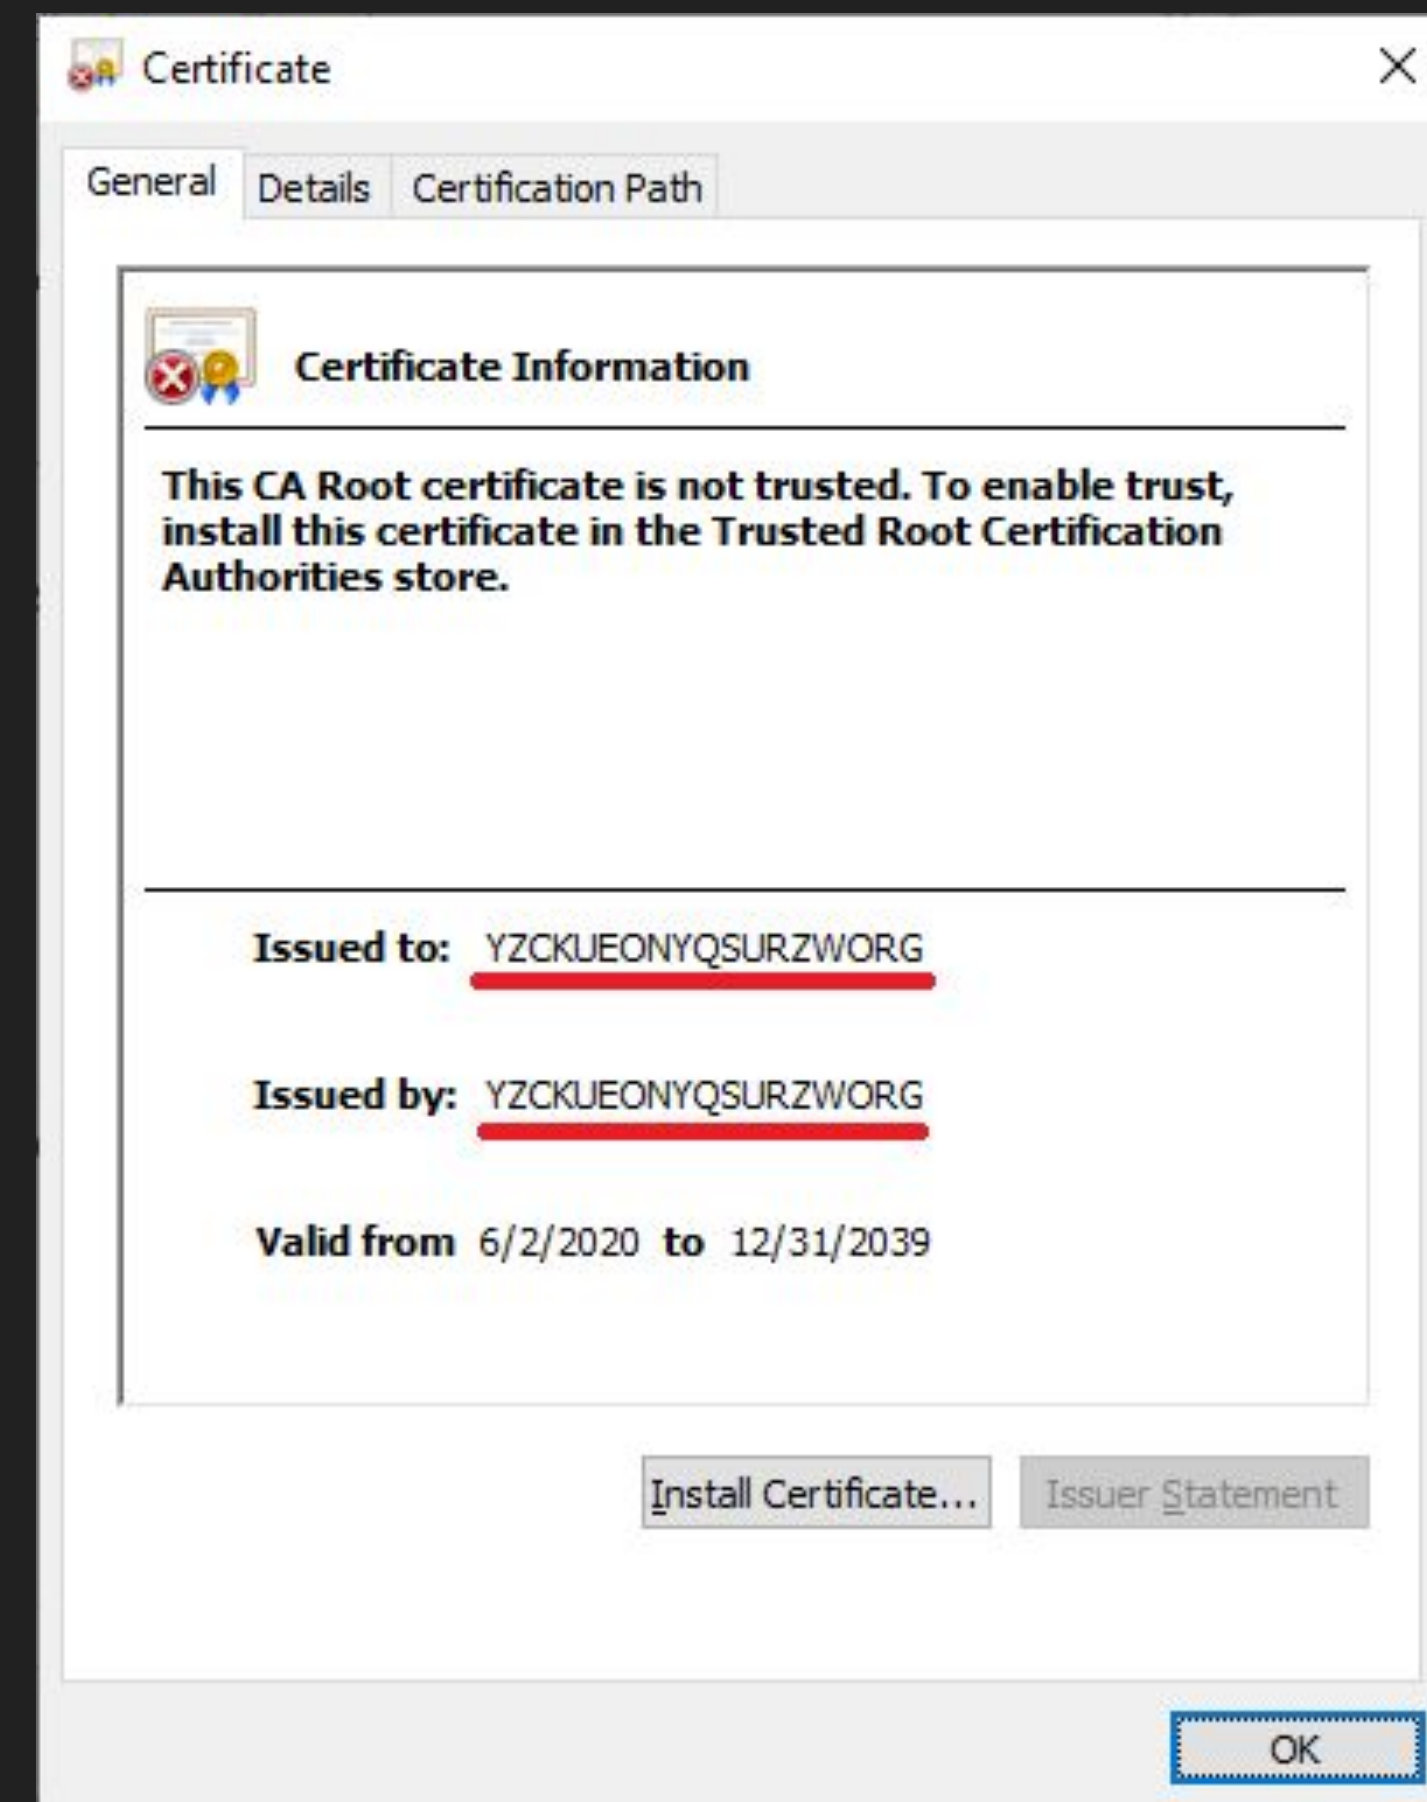 Certificate
General Details Certification Path
Certificate Information
This CA Root certificate is not trusted. To enable trust,
install this certificate in the Trusted Root Certification
Authorities store.
Issued to: YZCKUEONYQSURZWORG
Issued by: YZCKUEONYQSURZWORG
Valid from 6/2/2020 to 12/31/2039
Install Certificate... Issuer Statement
OK